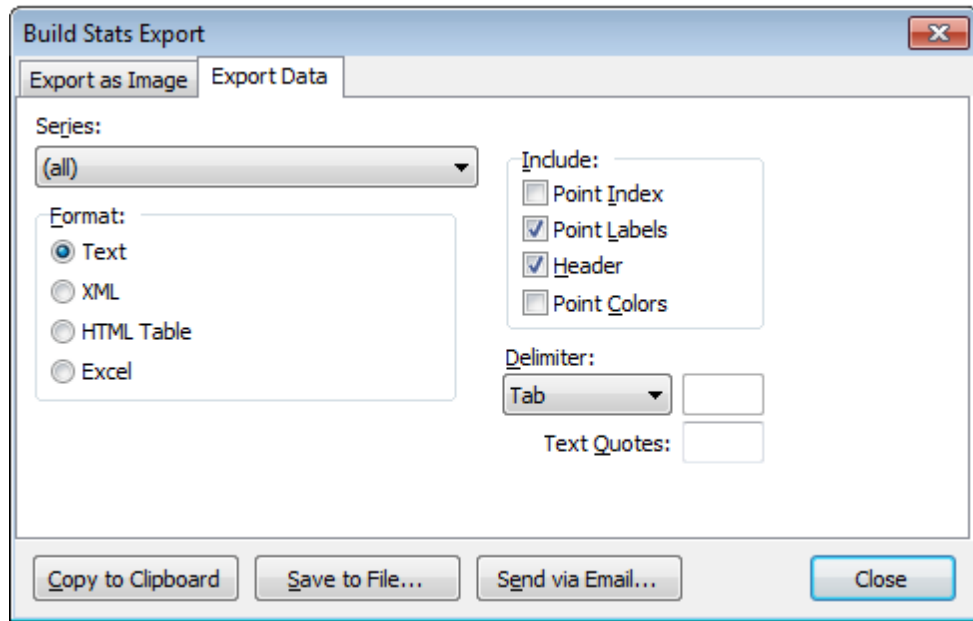 Build Stats Export
Export as Image
Export Data
Series:
(all)
Format:
Text
XML
HTML Table
Excel
Include:
Point Index
Point Labels
Header
Point Colors
Delimiter:
Tab
Text Quotes:
Copy to Clipboard
Save to File...
Send via Email...
Close